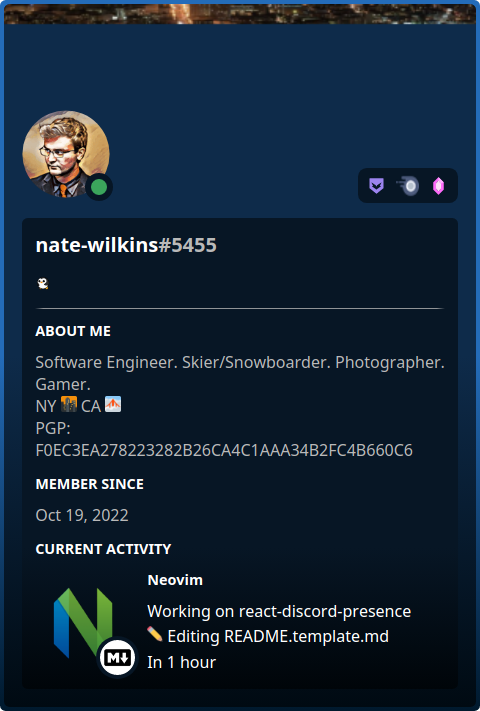 nate-wilkins#5455
ABOUT ME
Software Engineer. Skier/Snowboarder. Photographer.
Gamer.
NY 🌆 CA 🌁
PGP:
F0EC3EA278223282B26CA4C1AAA34B2FC4B660C6
MEMBER SINCE
Oct 19, 2022
CURRENT ACTIVITY
Neovim
Working on react-discord-presence
✏️ Editing README.template.md
In 1 hour
M